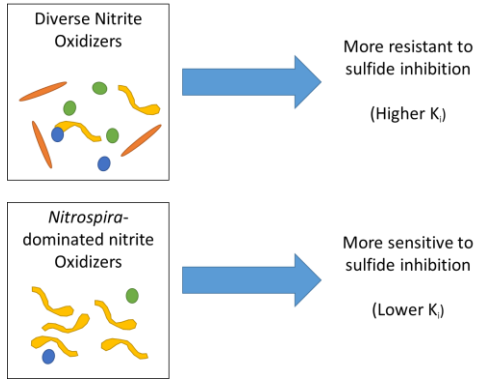 Diverse Nitrite
Oxidizers
More resistant to
sulfide inhibition
(Higher Kᵢ)
Nitrospira-
dominated nitrite
Oxidizers
More sensitive to
sulfide inhibition
(Lower Kᵢ)